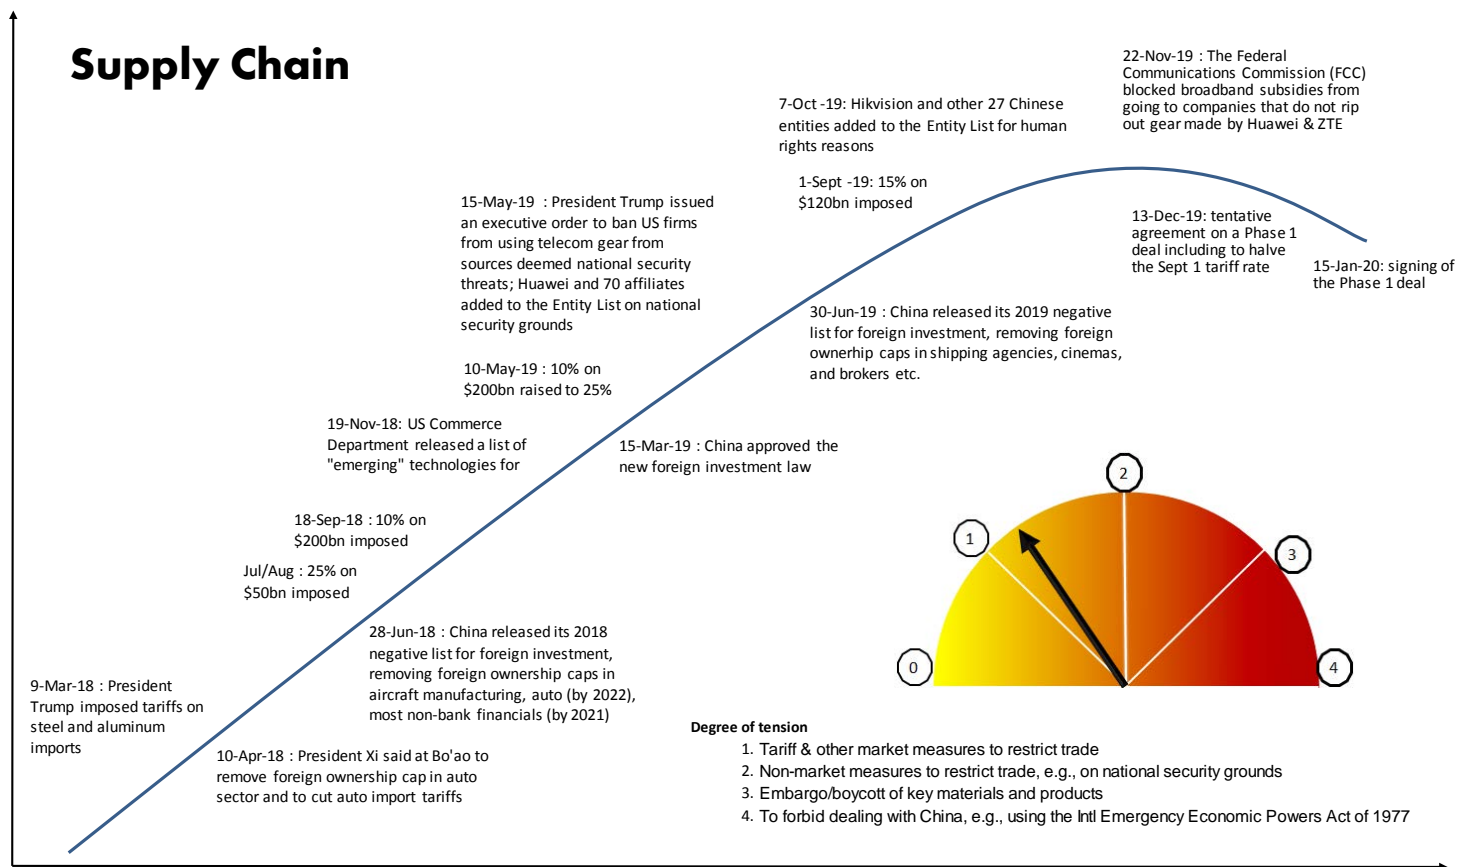 Supply Chain
22-Nov-19 : The Federal
Communications Commission (FCC)
blocked broadband subsidies from
going to companies that do not rip
out gear made by Huawei & ZTE
7-Oct -19: Hikvision and other 27 Chinese
entities added to the Entity List for human
rights reasons
1-Sept -19: 15% on
$120bn imposed
15-May-19 : President Trump issued
an executive order to ban US firms
from using telecom gear from
sources deemed national security
threats; Huawei and 70 affiliates
added to the Entity List on national
security grounds
13-Dec-19: tentative
agreement on a Phase 1
deal including to halve
the Sept 1 tariff rate
15-Jan-20: signing of
the Phase 1 deal
30-Jun-19 : China released its 2019 negative
list for foreign investment, removing foreign
ownerhip caps in shipping agencies, cinemas,
and brokers etc.
10-May-19 : 10% on
$200bn raised to 25%
19-Nov-18: US Commerce
Department released a list of
"emerging" technologies for
15-Mar-19 : China approved the
new foreign investment law
18-Sep-18 : 10% on
$200bn imposed
Jul/Aug : 25% on
$50bn imposed
28-Jun-18 : China released its 2018
negative list for foreign investment,
removing foreign ownership caps in
aircraft manufacturing, auto (by 2022),
most non-bank financials (by 2021)
9-Mar-18 : President
Trump imposed tariffs on
steel and aluminum
imports
10-Apr-18 : President Xi said at Bo'ao to
remove foreign ownership cap in auto
sector and to cut auto import tariffs
0
1
2
3
4
Degree of tension
1. Tariff & other market measures to restrict trade
2. Non-market measures to restrict trade, e.g., on national security grounds
3. Embargo/boycott of key materials and products
4. To forbid dealing with China, e.g., using the Intl Emergency Economic Powers Act of 1977